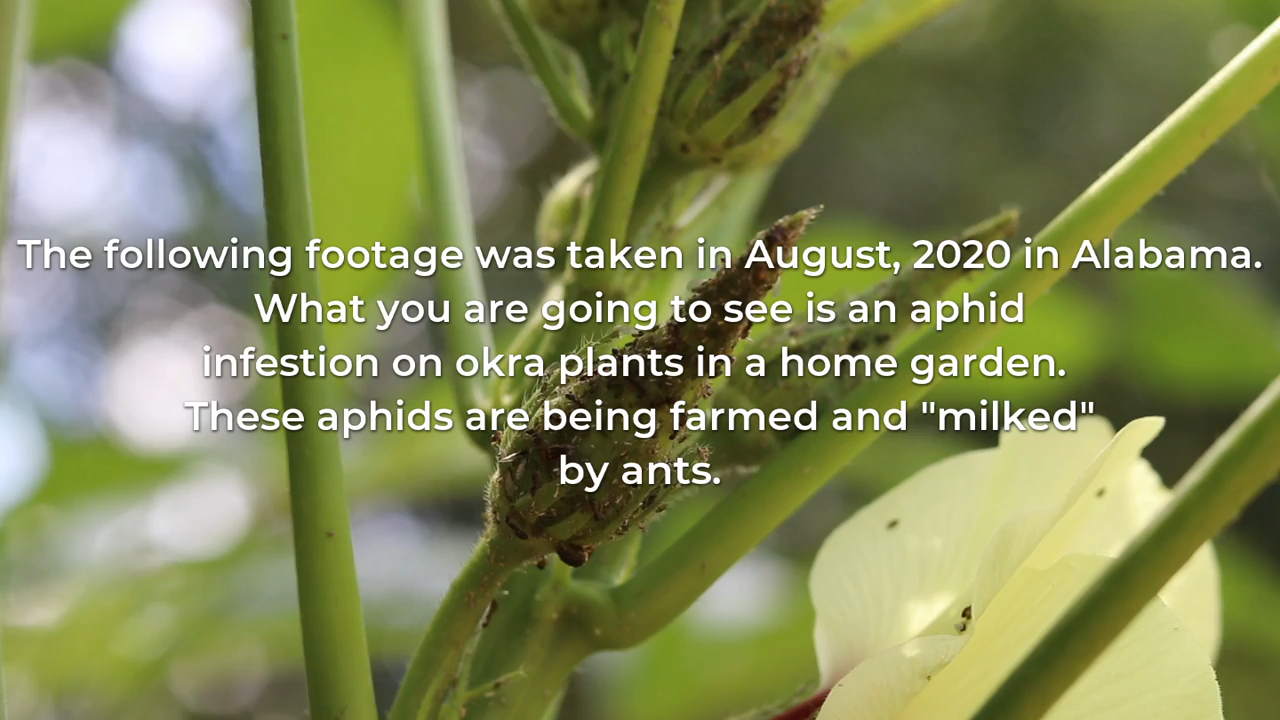 The following footage was taken in August, 2020 in Alabama.
What you are going to see is an aphid
infestion on okra plants in a home garden.
These aphids are being farmed and "milked"
by ants.